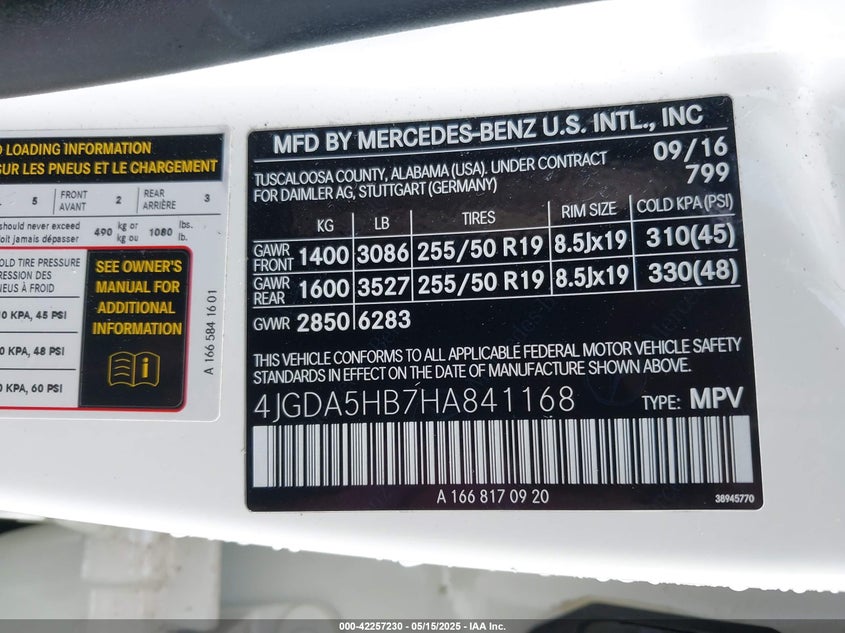 LOADING INFORMATION
SUR LES PNEUS ET LE CHARGEMENT
5 FRONT AVANT 2 REAR ARRIÈRE 3
should never exceed 490 kg or 1080 lbs.
oit jamais dépasser kg ou lb.
OLD TIRE PRESSURE
ESSION DES
NEUS À FROID
0 KPA, 45 PSI
0 KPA, 48 PSI
0 KPA, 60 PSI
SEE OWNER'S
MANUAL FOR
ADDITIONAL
INFORMATION
A 166 584 16 01
MFD BY MERCEDES-BENZ U.S. INTL., INC
TUSCALOOSA COUNTY, ALABAMA (USA). UNDER CONTRACT 09/16
FOR DAIMLER AG, STUTTGART (GERMANY) 799
KG LB TIRES RIM SIZE COLD KPA (PSI)
GAWR FRONT 1400 3086 255/50 R19 8.5Jx19 310(45)
GAWR REAR 1600 3527 255/50 R19 8.5Jx19 330(48)
GVWR 2850 6283
THIS VEHICLE CONFORMS TO ALL APPLICABLE FEDERAL MOTOR VEHICLE SAFETY
STANDARDS IN EFFECT ON THE DATE OF MANUFACTURE SHOWN ABOVE.
4JGDA5HB7HA841168 TYPE: MPV
A 166 817 09 20 38945770
000-42257230 - 05/15/2025 - IAA Inc.